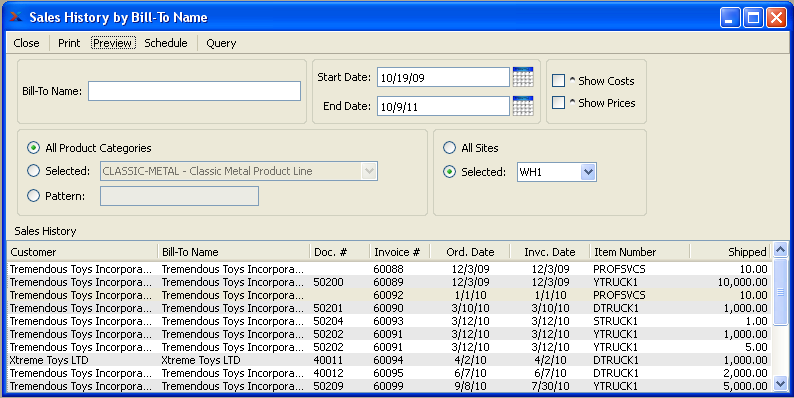 Sales History by Bill-To Name
Close Print Preview Schedule Query
Bill-To Name:
Start Date: 10/19/09
End Date: 10/9/11
^ Show Costs
^ Show Prices
All Product Categories
Selected: CLASSIC-METAL - Classic Metal Product Line
Pattern:
All Sites
Selected: WH1
Sales History
Customer Bill-To Name Doc. # Invoice # Ord. Date Invc. Date Item Number Shipped
Tremendous Toys Incorpora... Tremendous Toys Incorpora... 60088 12/3/09 12/3/09 PROFSVCS 10.00
Tremendous Toys Incorpora... Tremendous Toys Incorpora... 50200 60089 12/3/09 12/3/09 YTRUCK1 10,000.00
Tremendous Toys Incorpora... Tremendous Toys Incorpora... 60092 1/1/10 1/1/10 PROFSVCS 10.00
Tremendous Toys Incorpora... Tremendous Toys Incorpora... 50201 60090 3/10/10 3/10/10 DTRUCK1 1,000.00
Tremendous Toys Incorpora... Tremendous Toys Incorpora... 50204 60093 3/12/10 3/12/10 STRUCK1 1.00
Tremendous Toys Incorpora... Tremendous Toys Incorpora... 50202 60091 3/12/10 3/12/10 YTRUCK1 1,000.00
Tremendous Toys Incorpora... Tremendous Toys Incorpora... 50202 60091 3/12/10 3/12/10 YTRUCK1 5.00
Xtreme Toys LTD Xtreme Toys LTD 40011 60094 4/2/10 4/2/10 DTRUCK1 1,000.00
Tremendous Toys Incorpora... Tremendous Toys Incorpora... 40012 60095 6/7/10 6/7/10 DTRUCK1 2,000.00
Tremendous Toys Incorpora... Tremendous Toys Incorpora... 50209 60099 9/8/10 7/30/10 YTRUCK1 5,000.00